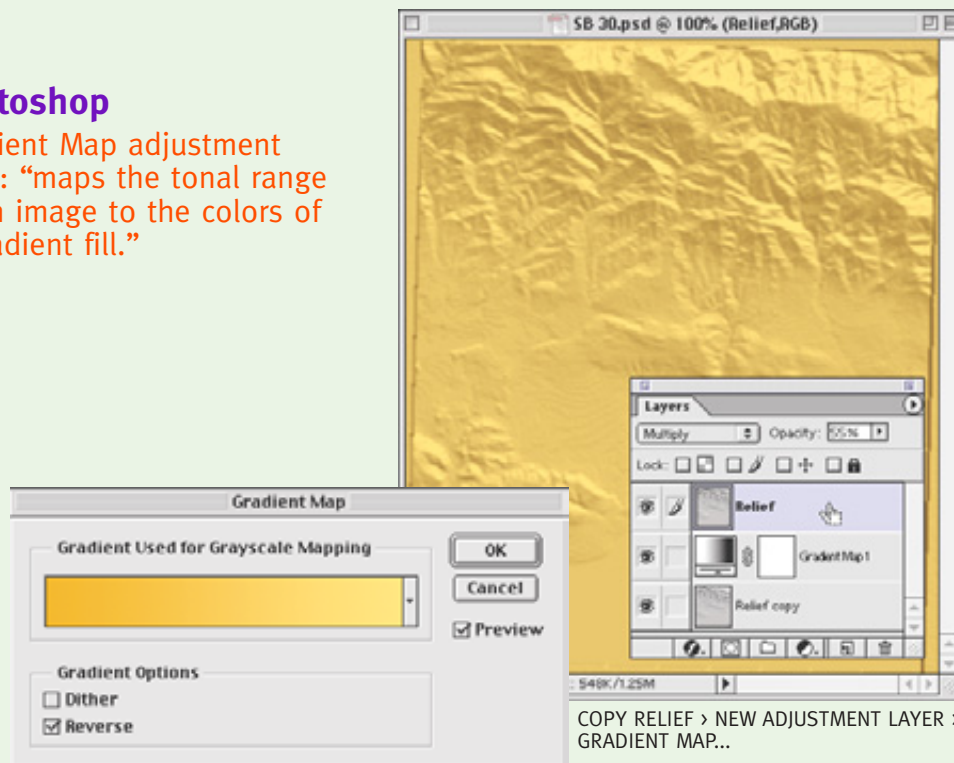 toshop
ient Map adjustment
: “maps the tonal range
n image to the colors of
adient fill.”
SB 30.psd @ 100% (Relief,RGB)
Layers
Multiply
Opacity: 55%
Lock:
Relief
Gradient Map 1
Relief copy
: 548K/1.25M
COPY RELIEF > NEW ADJUSTMENT LAYER >
GRADIENT MAP...
Gradient Map
Gradient Used for Grayscale Mapping
OK
Cancel
Preview
Gradient Options
Dither
Reverse